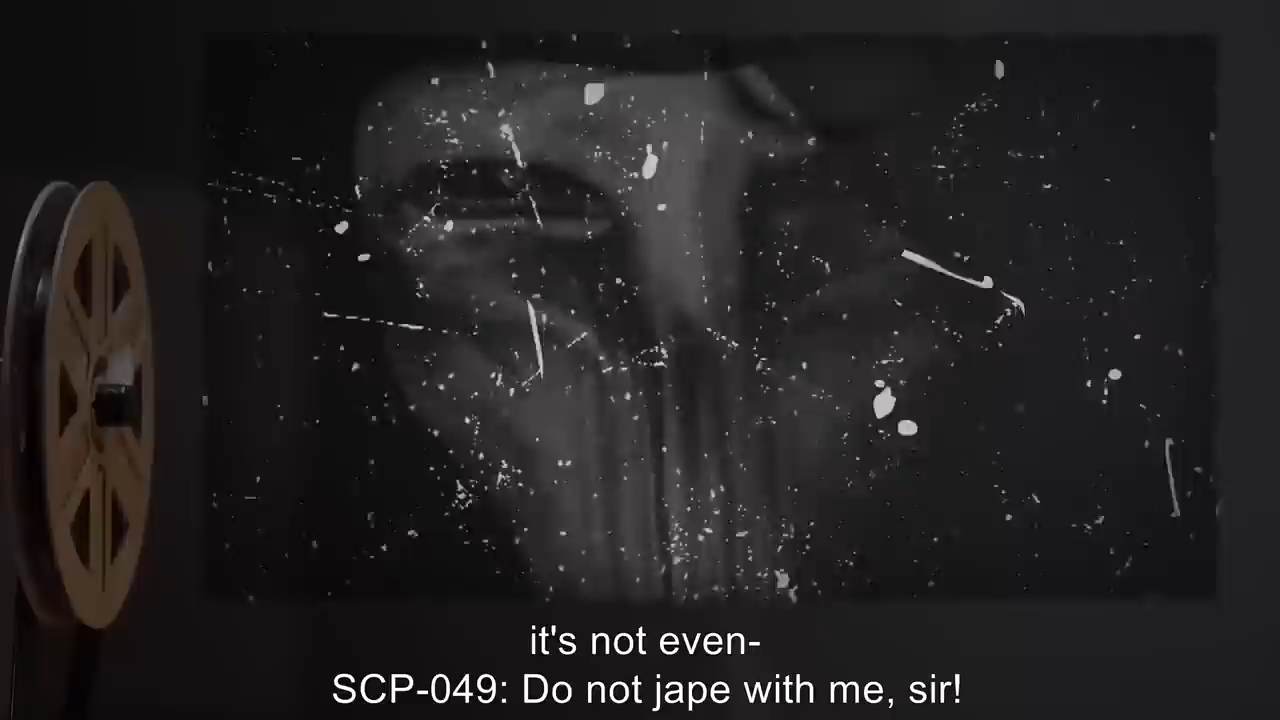 it's not even-
SCP-049: Do not jape with me, sir!